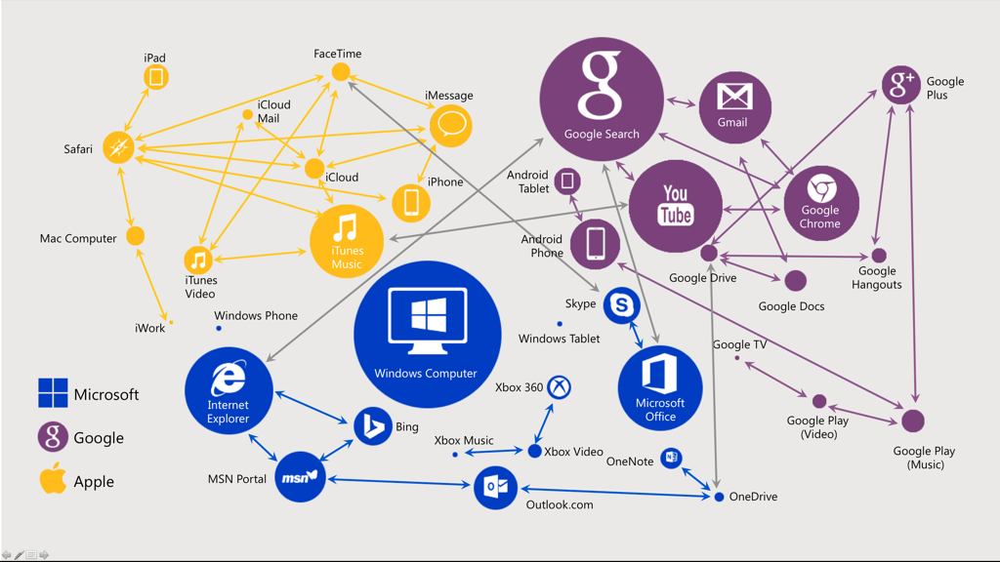 iPad
FaceTime
iCloud
Mail
iMessage
Safari
iCloud
iPhone
Mac Computer
iTunes
Music
iTunes
Video
iWork
g
Google Search
Gmail
g+
Google
Plus
Android
Tablet
You
Tube
Google
Chrome
Android
Phone
Google Drive
Google
Hangouts
Google Docs
Skype
S
Windows Phone
Windows Tablet
Google TV
Windows Computer
e
Internet
Explorer
Xbox 360
Microsoft
Office
Google Play
(Video)
Bing
Xbox Music
Xbox Video
OneNote
N
Google Play
(Music)
MSN Portal
msn
o
Outlook.com
OneDrive
Microsoft
g
Google
Apple